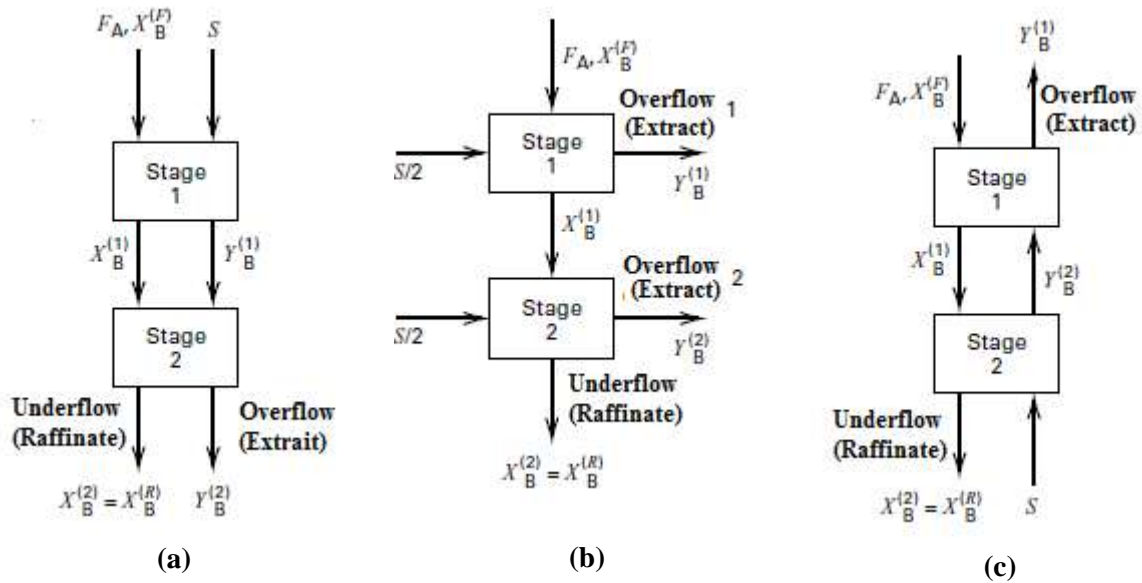 F_A, X_B^(F)
S
Stage
1
X_B^(1)
Y_B^(1)
Stage
2
Underflow
(Raffinate)
Overflow
(Extrait)
X_B^(2) = X_B^(R)
Y_B^(2)
(a)
F_A, X_B^(F)
Overflow 1
(Extract)
S/2
Stage
1
Y_B^(1)
X_B^(1)
Overflow 2
(Extract)
S/2
Stage
2
Y_B^(2)
Underflow
(Raffinate)
X_B^(2) = X_B^(R)
(b)
Y_B^(1)
F_A, X_B^(F)
Overflow
(Extract)
Stage
1
X_B^(1)
Y_B^(2)
Stage
2
Underflow
(Raffinate)
X_B^(2) = X_B^(R)
S
(c)